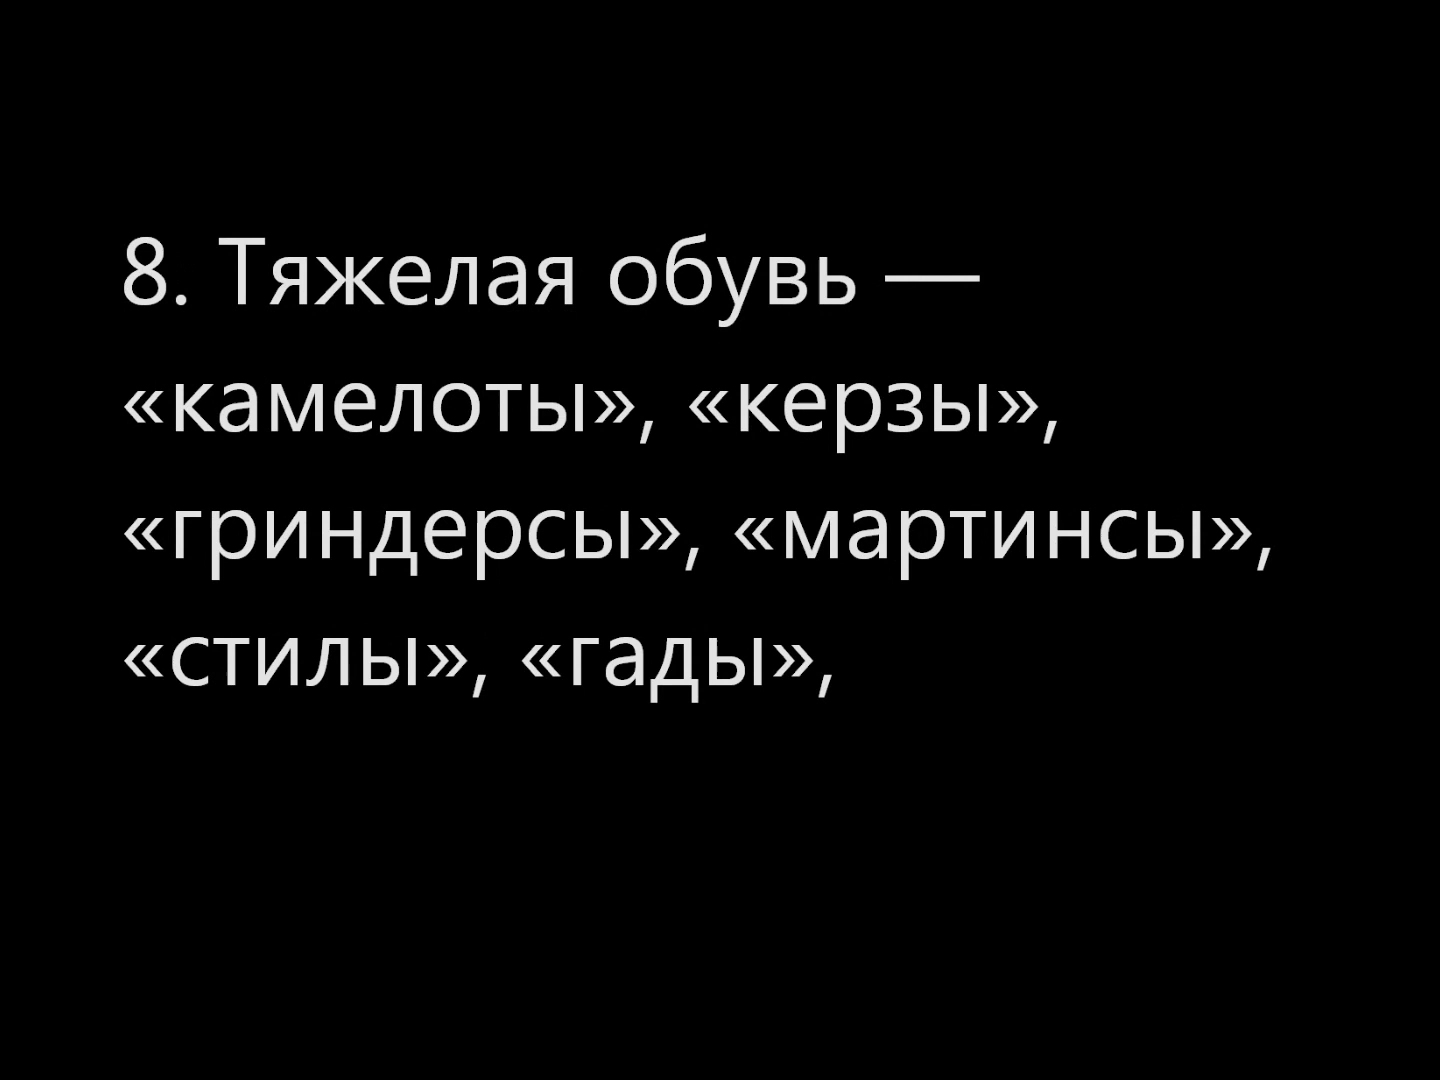 8. Тяжелая обувь —
«камелоты», «керзы»,
«гриндерсы», «мартинсы»,
«стилы», «гады»,